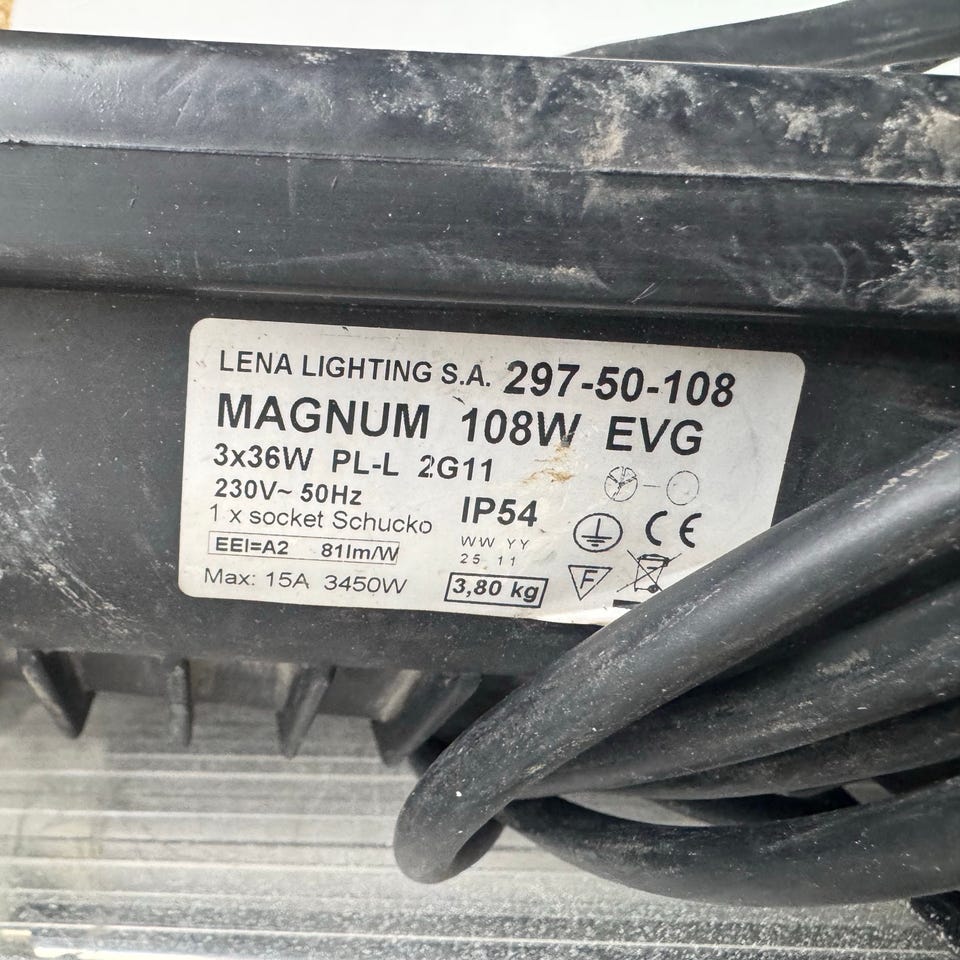 LENA LIGHTING S.A. 297-50-108
MAGNUM 108W EVG
3x36W PL-L 2G11
230V~ 50Hz
1 x socket Schucko
IP54
CE
EEI=A2 81lm/W
WW YY
25 11
F
Max: 15A 3450W
3,80 kg